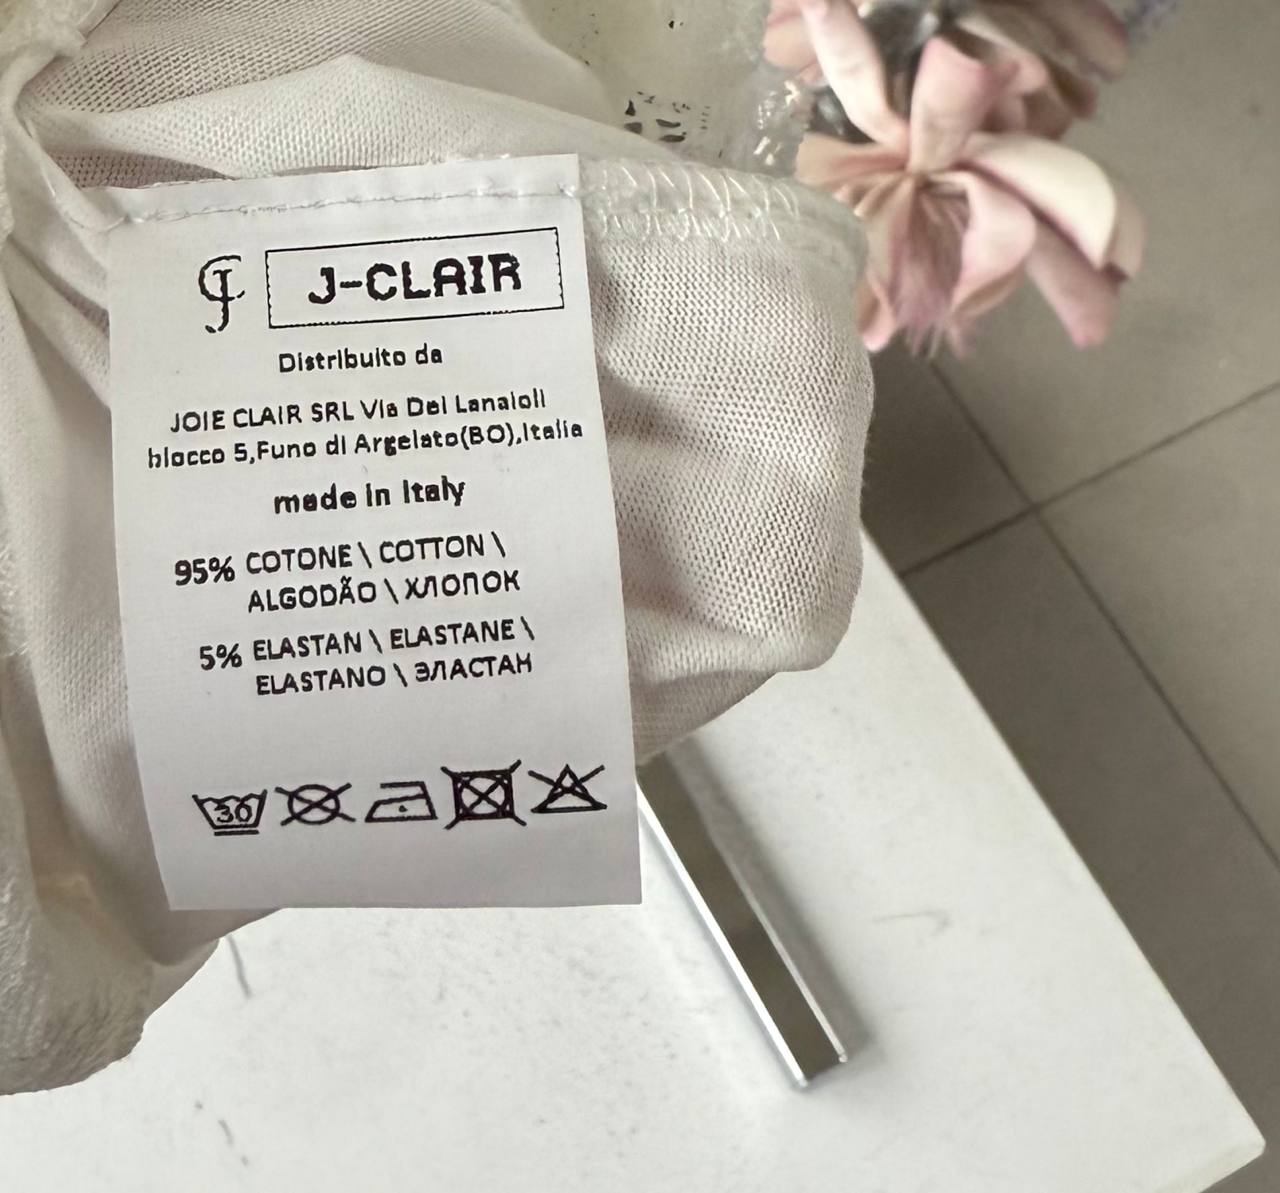 J-CLAIR
Distribuito da
JOIE CLAIR SRL Via Dei Lanaioli
blocco 5,Funo di Argelato(BO),Italia
made in Italy
95% COTONE \ COTTON \
ALGODÃO \ ХЛОПОК
5% ELASTAN \ ELASTANE \
ELASTANO \ ЭЛАСТАН
30